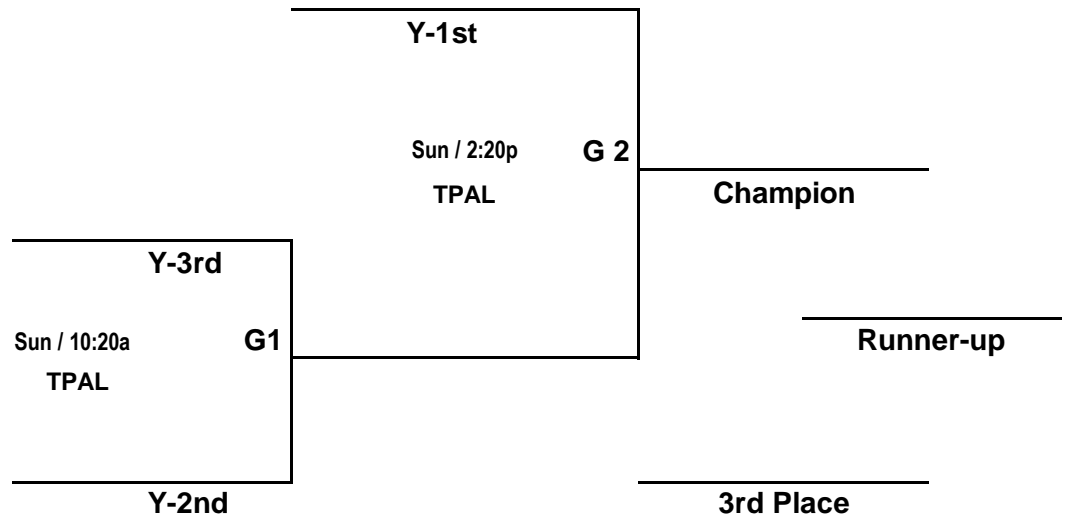 Y-1st
Sun / 2:20p
G 2
TPAL
Champion
Y-3rd
Sun / 10:20a
G1
TPAL
Runner-up
Y-2nd
3rd Place